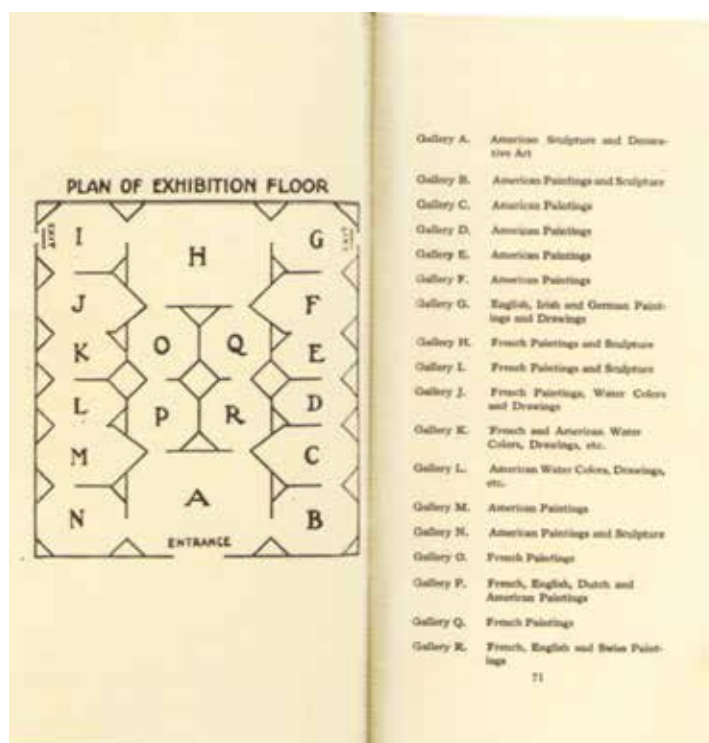 PLAN OF EXHIBITION FLOOR
I
H
G
EXIT
EXIT
J
F
O
Q
K
E
L
D
P
R
M
C
A
N
B
ENTRANCE
Gallery A. American Sculpture and Decora-
tive Art
Gallery B. American Paintings and Sculpture
Gallery C. American Paintings
Gallery D. American Paintings
Gallery E. American Paintings
Gallery F. American Paintings
Gallery G. English, Irish and German Paint-
ings and Drawings
Gallery H. French Paintings and Sculpture
Gallery I. French Paintings and Sculpture
Gallery J. French Paintings, Water Colors
and Drawings
Gallery K. French and American Water
Colors, Drawings, etc.
Gallery L. American Water Colors, Drawings,
etc.
Gallery M. American Paintings
Gallery N. American Paintings and Sculpture
Gallery O. French Paintings
Gallery P. French, English, Dutch and
American Paintings
Gallery Q. French Paintings
Gallery R. French, English and Swiss Paint-
ings
71